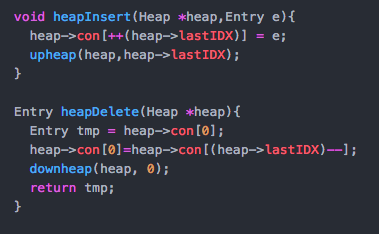 void heapInsert(Heap *heap,Entry e){
  heap->con[++(heap->lastIDX)] = e;
  upheap(heap,heap->lastIDX);
}

Entry heapDelete(Heap *heap){
  Entry tmp = heap->con[0];
  heap->con[0]=heap->con[(heap->lastIDX)--];
  downheap(heap, 0);
  return tmp;
}